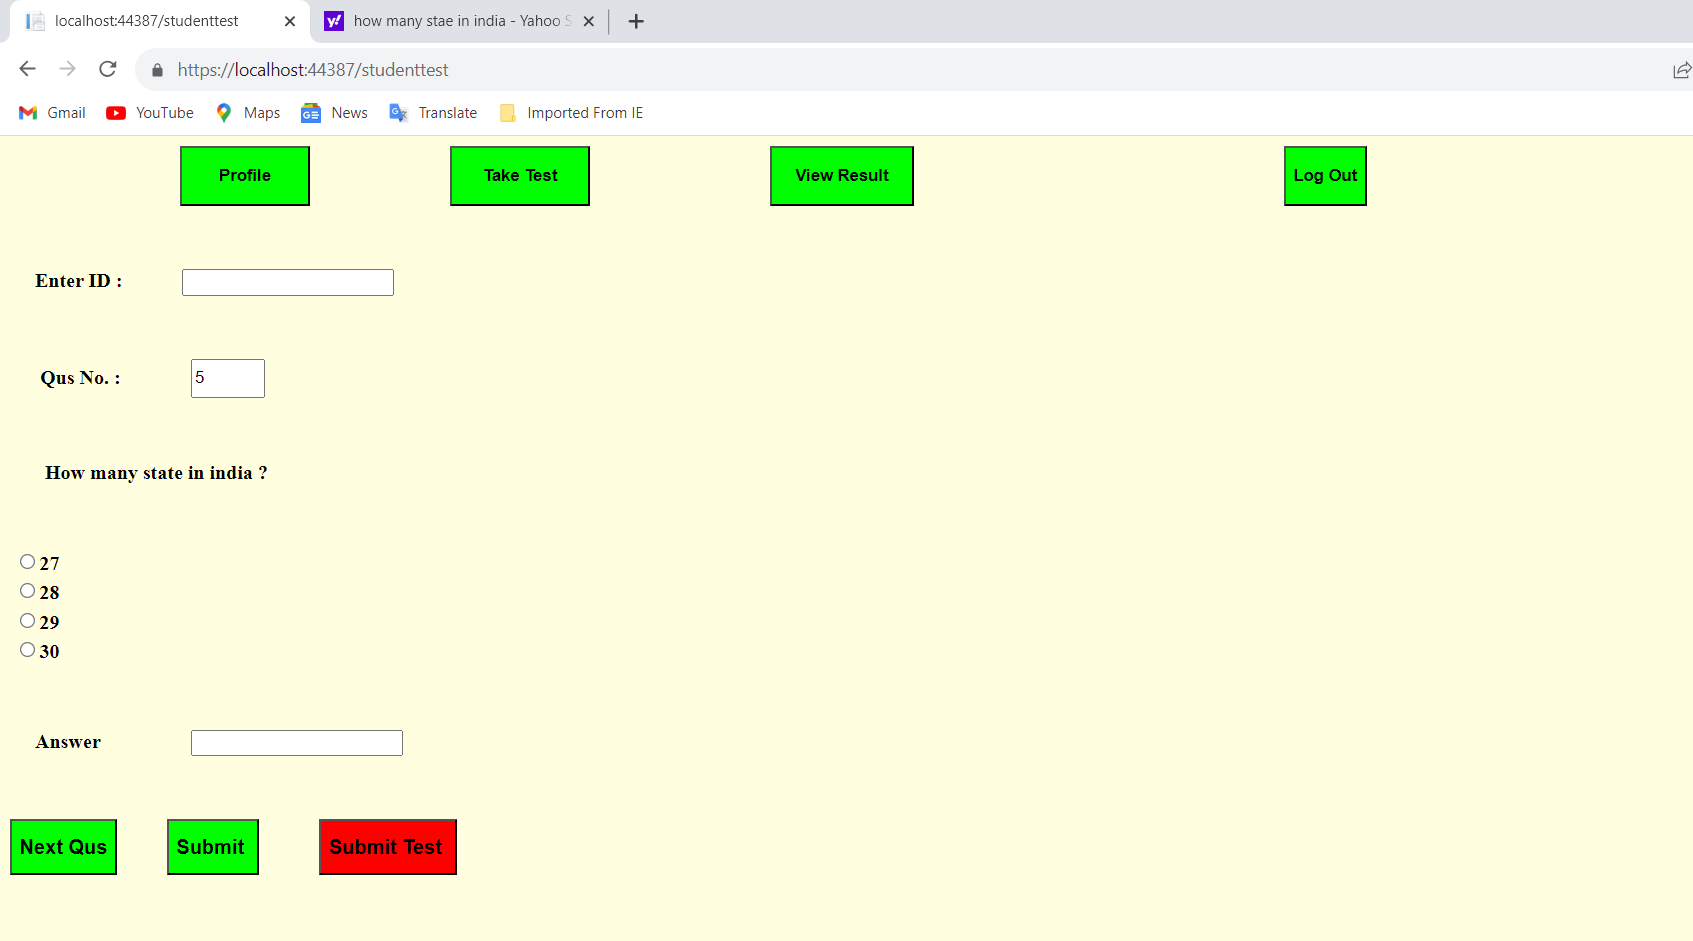 localhost:44387/studenttest
how many stae in india - Yahoo S
https://localhost:44387/studenttest
Gmail YouTube Maps News Translate Imported From IE
Profile Take Test View Result Log Out
Enter ID :
Qus No. : 5
How many state in india ?
27
28
29
30
Answer
Next Qus Submit Submit Test